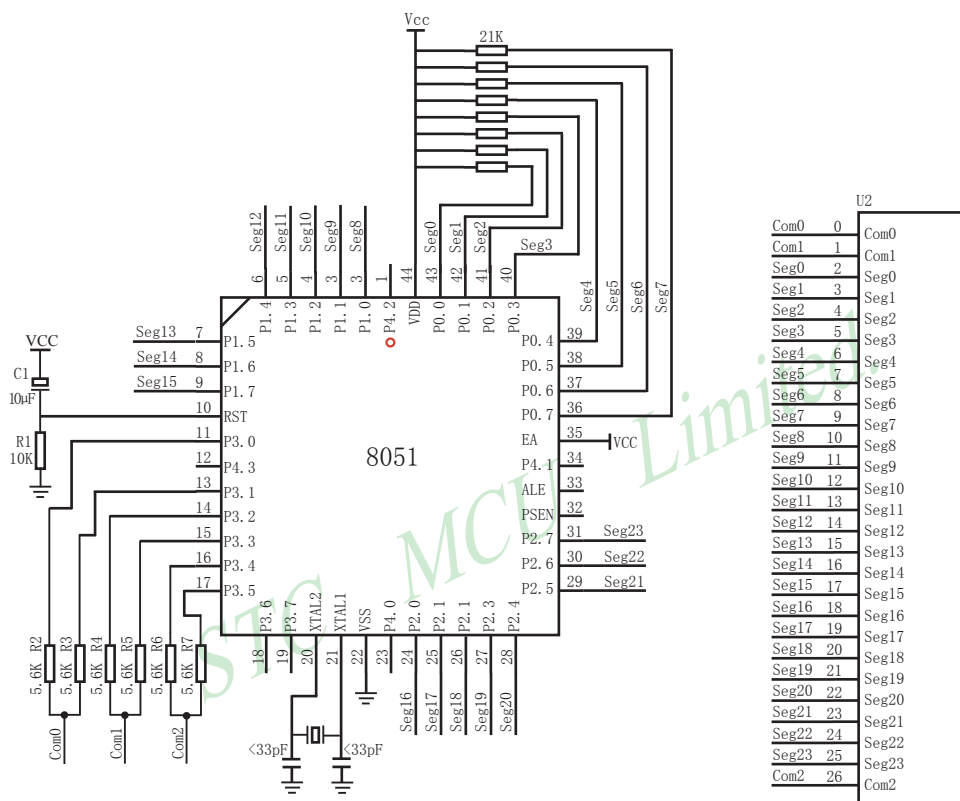 Vcc
21K
Seg12
Seg11
Seg10
Seg9
Seg8
Seg0
Seg1
Seg2
Seg3
Seg4
Seg5
Seg6
Seg7
6
5
4
3
3
1
44
43
42
41
40
P1.4
P1.3
P1.2
P1.1
P1.0
P4.2
VDD
P0.0
P0.1
P0.2
P0.3
Seg13 7 P1.5
Seg14 8 P1.6
Seg15 9 P1.7
10 RST
11 P3.0
12 P4.3
13 P3.1
14 P3.2
15 P3.3
16 P3.4
17 P3.5
VCC
C1
10μF
R1
10K
8051
P0.4 39
P0.5 38
P0.6 37
P0.7 36
EA 35 VCC
P4.1 34
ALE 33
PSEN 32
P2.7 31 Seg23
P2.6 30 Seg22
P2.5 29 Seg21
P3.6
P3.7
XTAL2
XTAL1
VSS
P4.0
P2.0
P2.1
P2.1
P2.3
P2.4
18
19
20
21
22
23
24
25
26
27
28
Seg16
Seg17
Seg18
Seg19
Seg20
5.6K R2
5.6K R3
5.6K R4
5.6K R5
5.6K R6
5.6K R7
Com0
Com1
Com2
<33pF
<33pF
U2
Com0 0 Com0
Com1 1 Com1
Seg0 2 Seg0
Seg1 3 Seg1
Seg2 4 Seg2
Seg3 5 Seg3
Seg4 6 Seg4
Seg5 7 Seg5
Seg6 8 Seg6
Seg7 9 Seg7
Seg8 10 Seg8
Seg9 11 Seg9
Seg10 12 Seg10
Seg11 13 Seg11
Seg12 14 Seg12
Seg13 15 Seg13
Seg14 16 Seg14
Seg15 17 Seg15
Seg16 18 Seg16
Seg17 19 Seg17
Seg18 20 Seg18
Seg19 21 Seg19
Seg20 22 Seg20
Seg21 23 Seg21
Seg22 24 Seg22
Seg23 25 Seg23
Com2 26 Com2
STC MCU Limited.